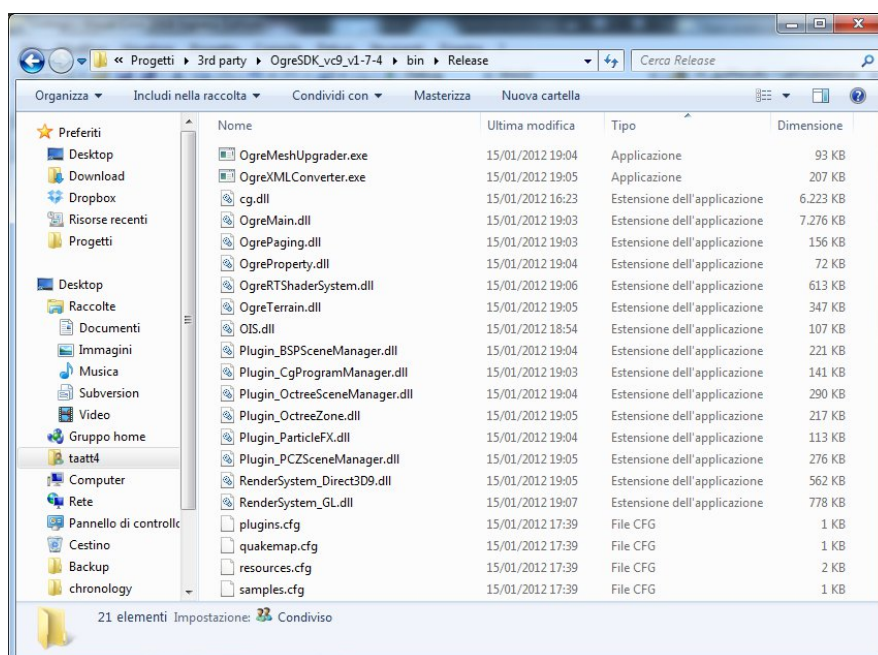 « Progetti ▸ 3rd party ▸ OgreSDK_vc9_v1-7-4 ▸ bin ▸ Release
Cerca Release
Organizza Includi nella raccolta Condividi con Masterizza Nuova cartella
Preferiti
Desktop
Download
Dropbox
Risorse recenti
Progetti
Desktop
Raccolte
Documenti
Immagini
Musica
Subversion
Video
Gruppo home
taatt4
Computer
Rete
Pannello di controllo
Cestino
Backup
chronology
Nome Ultima modifica Tipo Dimensione
OgreMeshUpgrader.exe 15/01/2012 19:04 Applicazione 93 KB
OgreXMLConverter.exe 15/01/2012 19:05 Applicazione 207 KB
cg.dll 15/01/2012 16:23 Estensione dell'applicazione 6.223 KB
OgreMain.dll 15/01/2012 19:03 Estensione dell'applicazione 7.276 KB
OgrePaging.dll 15/01/2012 19:03 Estensione dell'applicazione 156 KB
OgreProperty.dll 15/01/2012 19:04 Estensione dell'applicazione 72 KB
OgreRTShaderSystem.dll 15/01/2012 19:06 Estensione dell'applicazione 613 KB
OgreTerrain.dll 15/01/2012 19:05 Estensione dell'applicazione 347 KB
OIS.dll 15/01/2012 18:54 Estensione dell'applicazione 107 KB
Plugin_BSPSceneManager.dll 15/01/2012 19:04 Estensione dell'applicazione 221 KB
Plugin_CgProgramManager.dll 15/01/2012 19:03 Estensione dell'applicazione 141 KB
Plugin_OctreeSceneManager.dll 15/01/2012 19:04 Estensione dell'applicazione 290 KB
Plugin_OctreeZone.dll 15/01/2012 19:05 Estensione dell'applicazione 217 KB
Plugin_ParticleFX.dll 15/01/2012 19:04 Estensione dell'applicazione 113 KB
Plugin_PCZSceneManager.dll 15/01/2012 19:05 Estensione dell'applicazione 276 KB
RenderSystem_Direct3D9.dll 15/01/2012 19:05 Estensione dell'applicazione 562 KB
RenderSystem_GL.dll 15/01/2012 19:07 Estensione dell'applicazione 778 KB
plugins.cfg 15/01/2012 17:39 File CFG 1 KB
quakemap.cfg 15/01/2012 17:39 File CFG 1 KB
resources.cfg 15/01/2012 17:39 File CFG 2 KB
samples.cfg 15/01/2012 17:39 File CFG 1 KB
21 elementi Impostazione: Condiviso